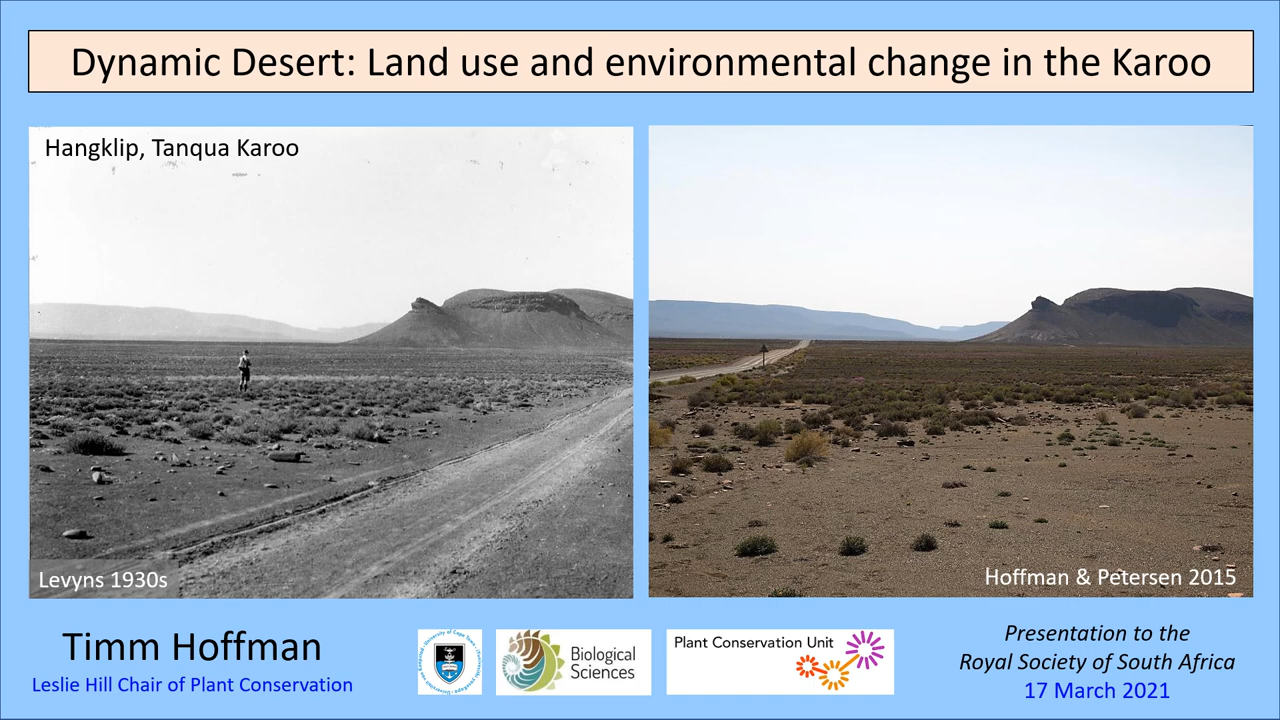 Dynamic Desert: Land use and environmental change in the Karoo
Hangklip, Tanqua Karoo
Levyns 1930s
Hoffman & Petersen 2015
Timm Hoffman
Leslie Hill Chair of Plant Conservation
Biological
Sciences
Plant Conservation Unit
Presentation to the
Royal Society of South Africa
17 March 2021